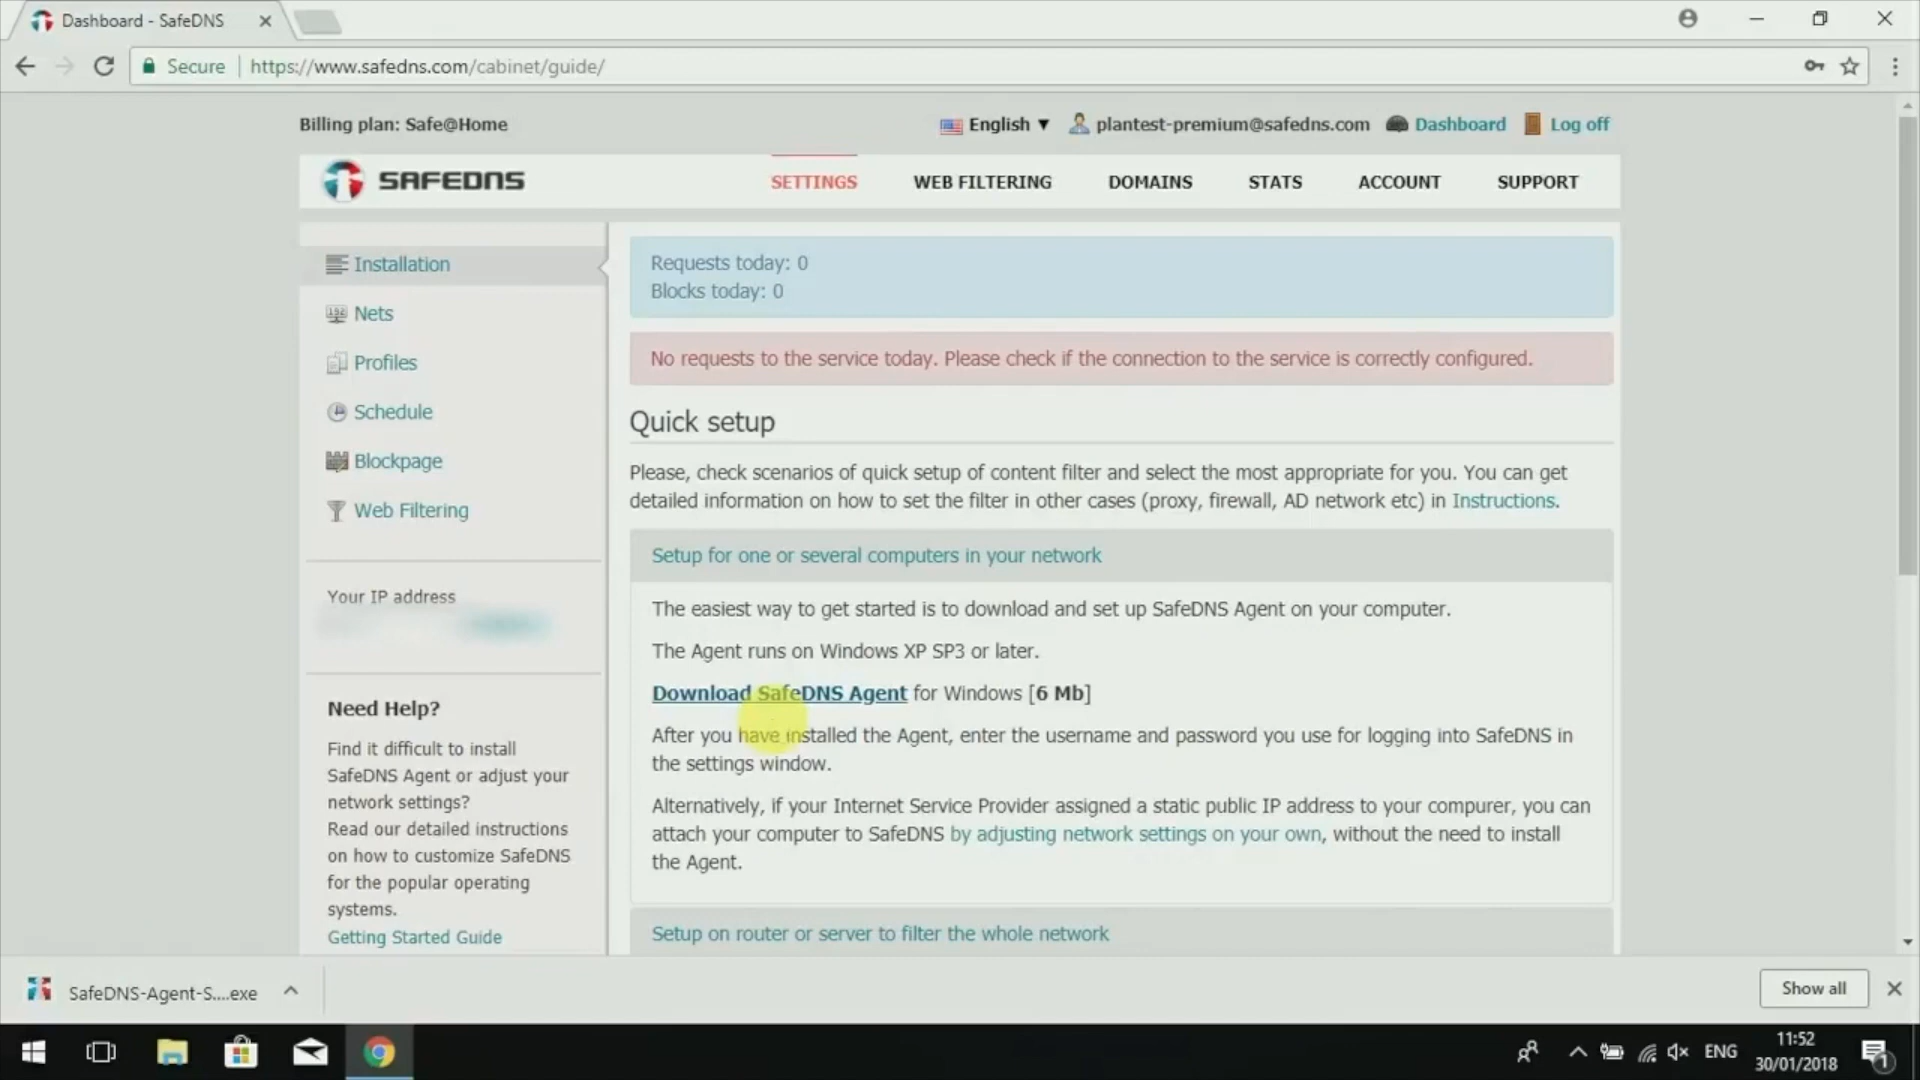 Dashboard - SafeDNS
Secure
https://www.safedns.com/cabinet/guide/
Billing plan: Safe@Home
English ▼
plantest-premium@safedns.com
Dashboard
Log off
SAFEDNS
SETTINGS
WEB FILTERING
DOMAINS
STATS
ACCOUNT
SUPPORT
Installation
Nets
Profiles
Schedule
Blockpage
Web Filtering
Your IP address
Need Help?
Find it difficult to install
SafeDNS Agent or adjust your
network settings?
Read our detailed instructions
on how to customize SafeDNS
for the popular operating
systems.
Getting Started Guide
Requests today: 0
Blocks today: 0
No requests to the service today. Please check if the connection to the service is correctly configured.
Quick setup
Please, check scenarios of quick setup of content filter and select the most appropriate for you. You can get
detailed information on how to set the filter in other cases (proxy, firewall, AD network etc) in Instructions.
Setup for one or several computers in your network
The easiest way to get started is to download and set up SafeDNS Agent on your computer.
The Agent runs on Windows XP SP3 or later.
Download SafeDNS Agent for Windows [6 Mb]
After you have installed the Agent, enter the username and password you use for logging into SafeDNS in
the settings window.
Alternatively, if your Internet Service Provider assigned a static public IP address to your compurer, you can
attach your computer to SafeDNS by adjusting network settings on your own, without the need to install
the Agent.
Setup on router or server to filter the whole network
SafeDNS-Agent-S....exe
Show all
ENG
11:52
30/01/2018
1